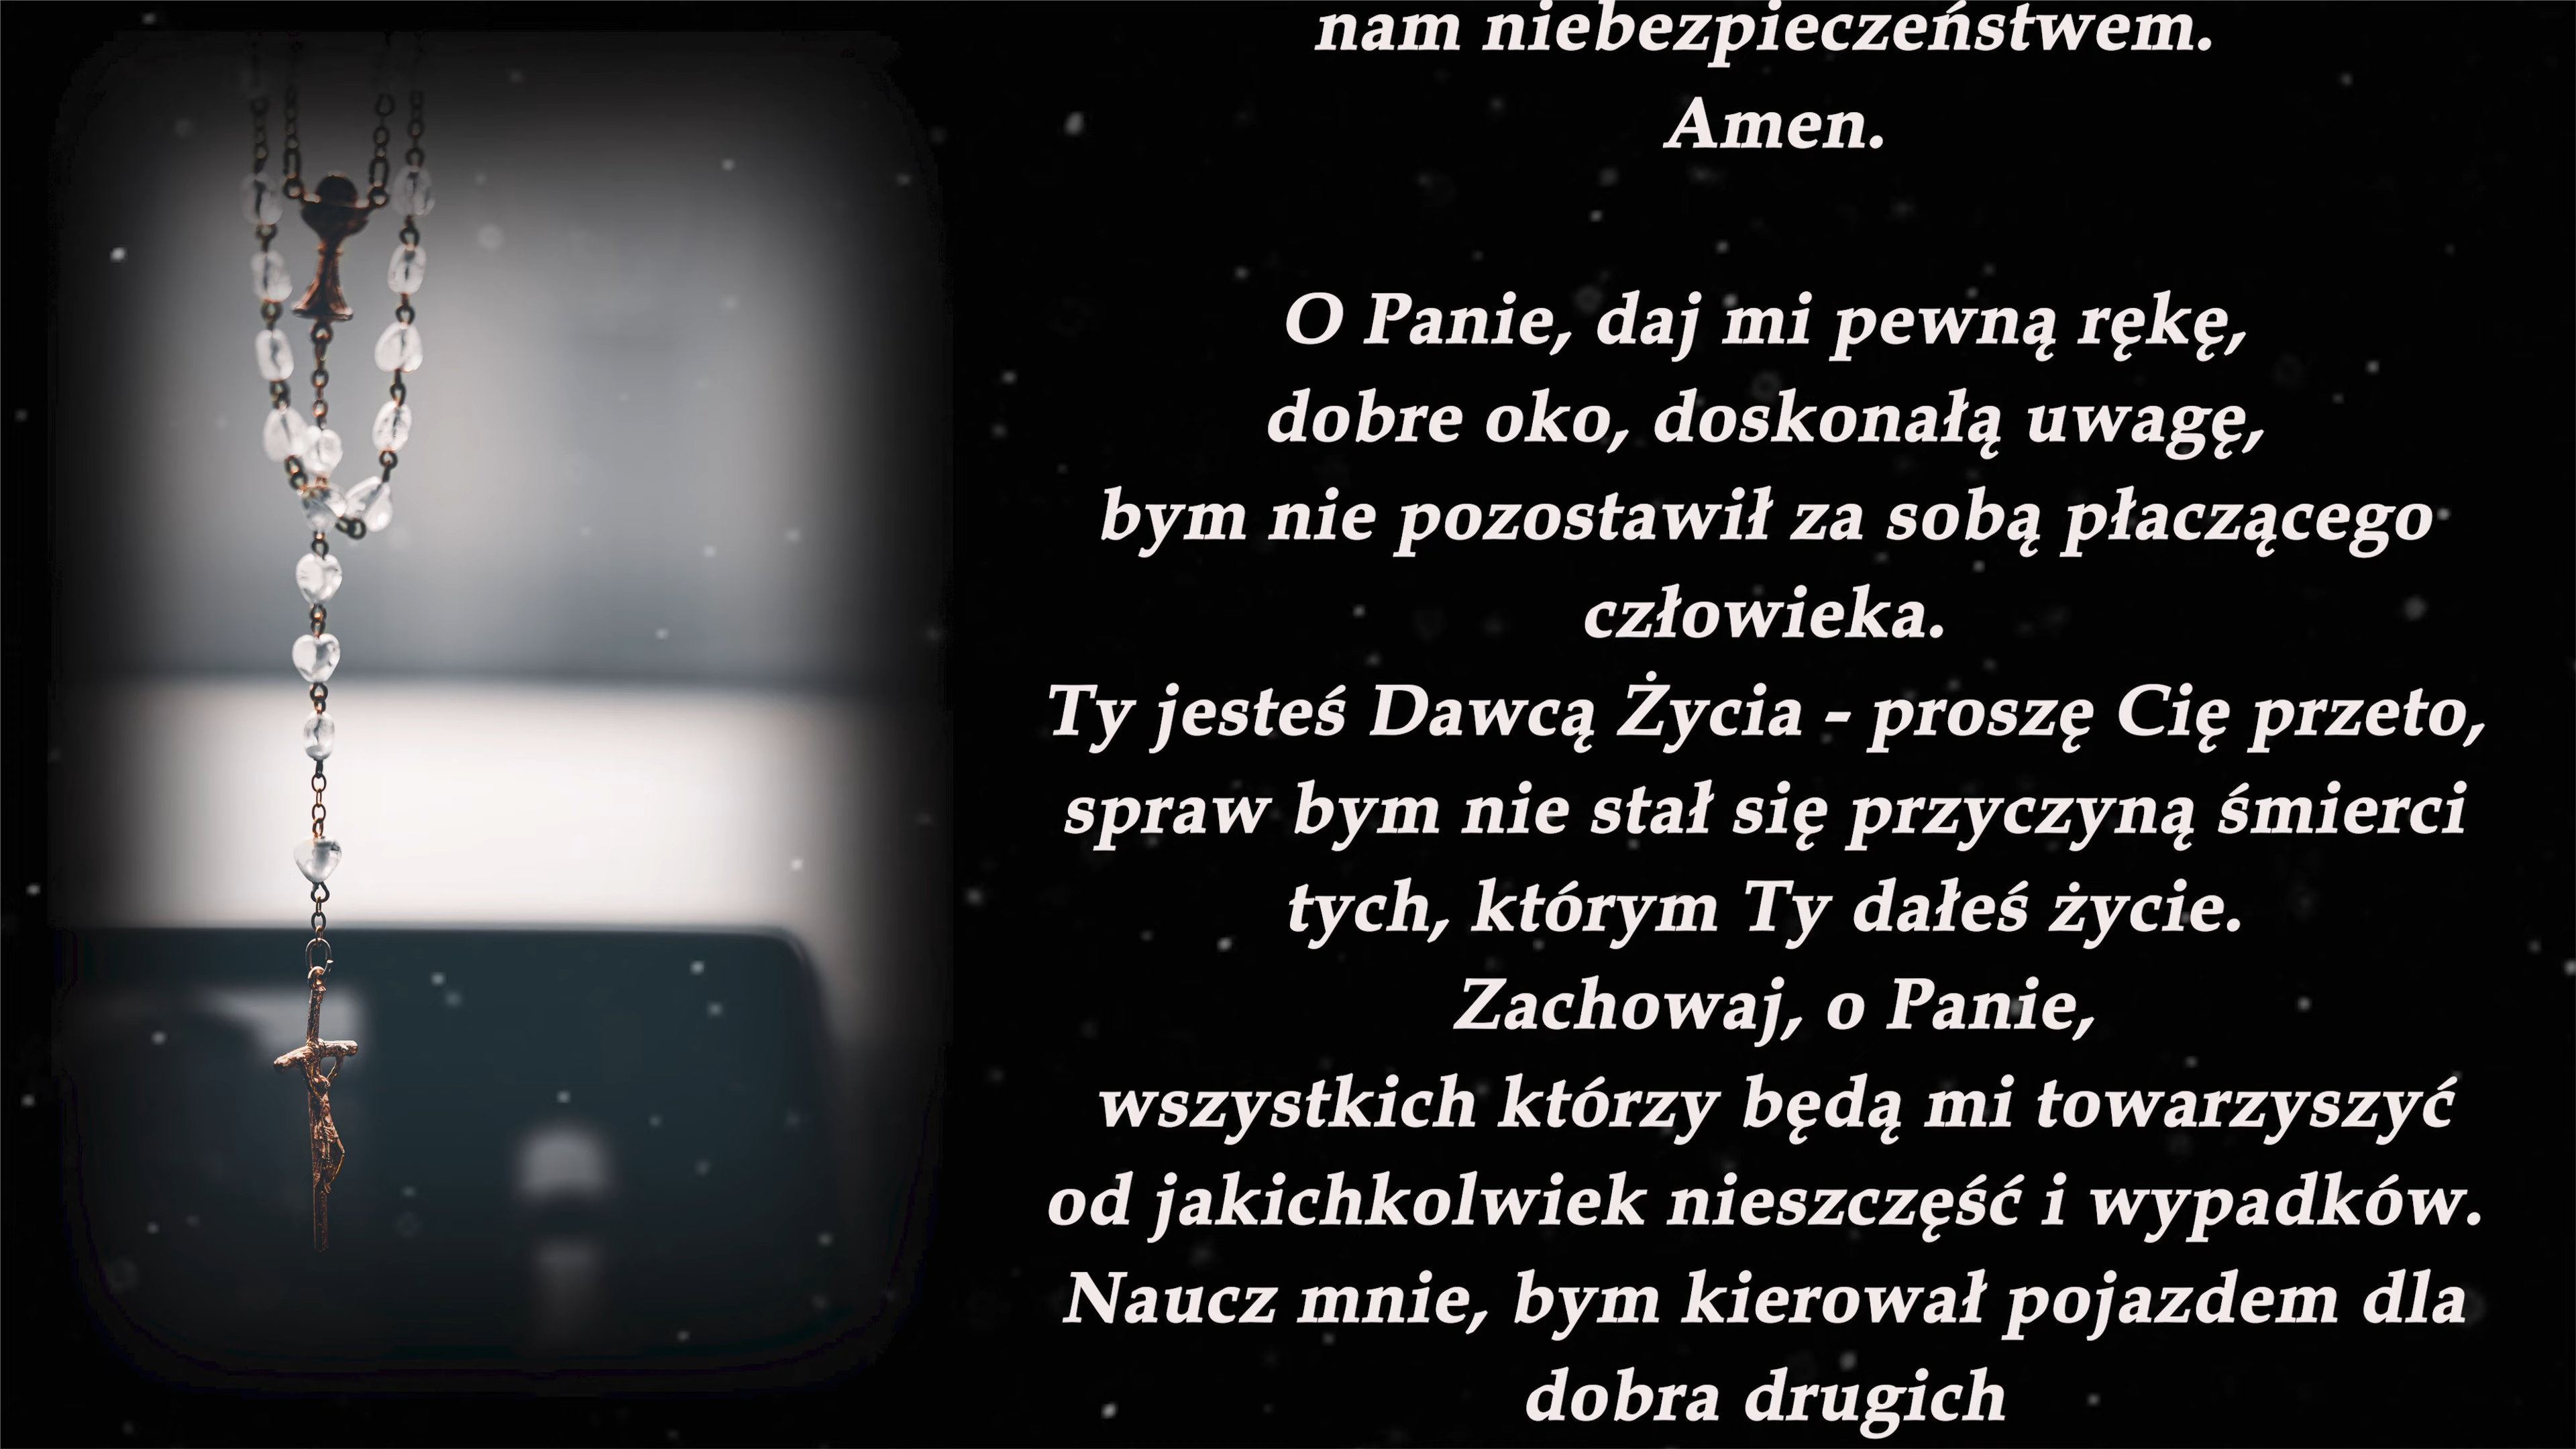 nam niebezpieczeństwem.
Amen.
O Panie, daj mi pewną rękę,
dobre oko, doskonałą uwagę,
bym nie pozostawił za sobą płaczącego
człowieka.
Ty jesteś Dawcą Życia - proszę Cię przeto,
spraw bym nie stał się przyczyną śmierci
tych, którym Ty dałeś życie.
Zachowaj, o Panie,
wszystkich którzy będą mi towarzyszyć
od jakichkolwiek nieszczęść i wypadków.
Naucz mnie, bym kierował pojazdem dla
dobra drugich